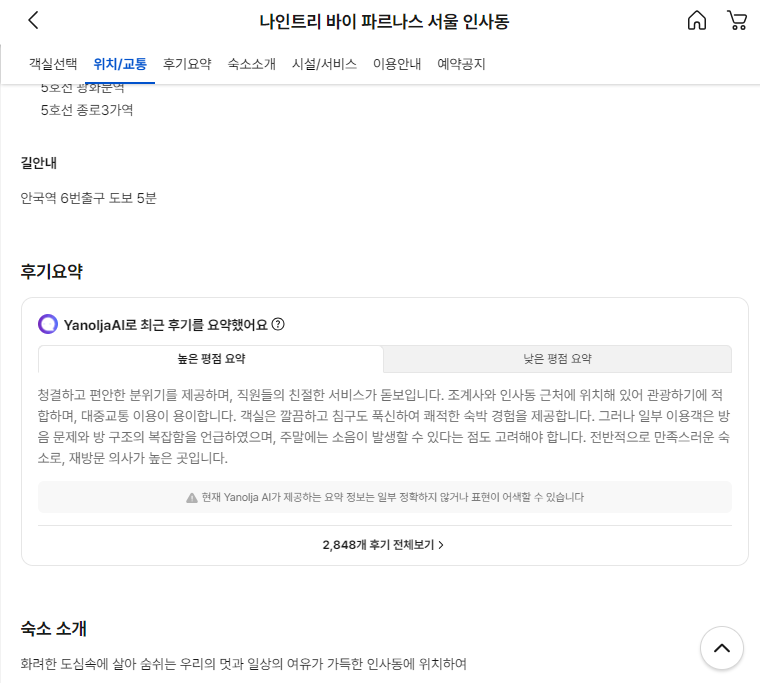 나인트리 바이 파르나스 서울 인사동
객실선택 위치/교통 후기요약 숙소소개 시설/서비스 이용안내 예약공지
5호선 광화문역
5호선 종로3가역
길안내
안국역 6번출구 도보 5분
후기요약
YanoljaAI로 최근 후기를 요약했어요
높은 평점 요약 낮은 평점 요약
청결하고 편안한 분위기를 제공하며, 직원들의 친절한 서비스가 돋보입니다. 조계사와 인사동 근처에 위치해 있어 관광하기에 적
합하며, 대중교통 이용이 용이합니다. 객실은 깔끔하고 침구도 푹신하여 쾌적한 숙박 경험을 제공합니다. 그러나 일부 이용객은 방
음 문제와 방 구조의 복잡함을 언급하였으며, 주말에는 소음이 발생할 수 있다는 점도 고려해야 합니다. 전반적으로 만족스러운 숙
소로, 재방문 의사가 높은 곳입니다.
현재 Yanolja AI가 제공하는 요약 정보는 일부 정확하지 않거나 표현이 어색할 수 있습니다
2,848개 후기 전체보기 >
숙소 소개
화려한 도심속에 살아 숨쉬는 우리의 멋과 일상의 여유가 가득한 인사동에 위치하여